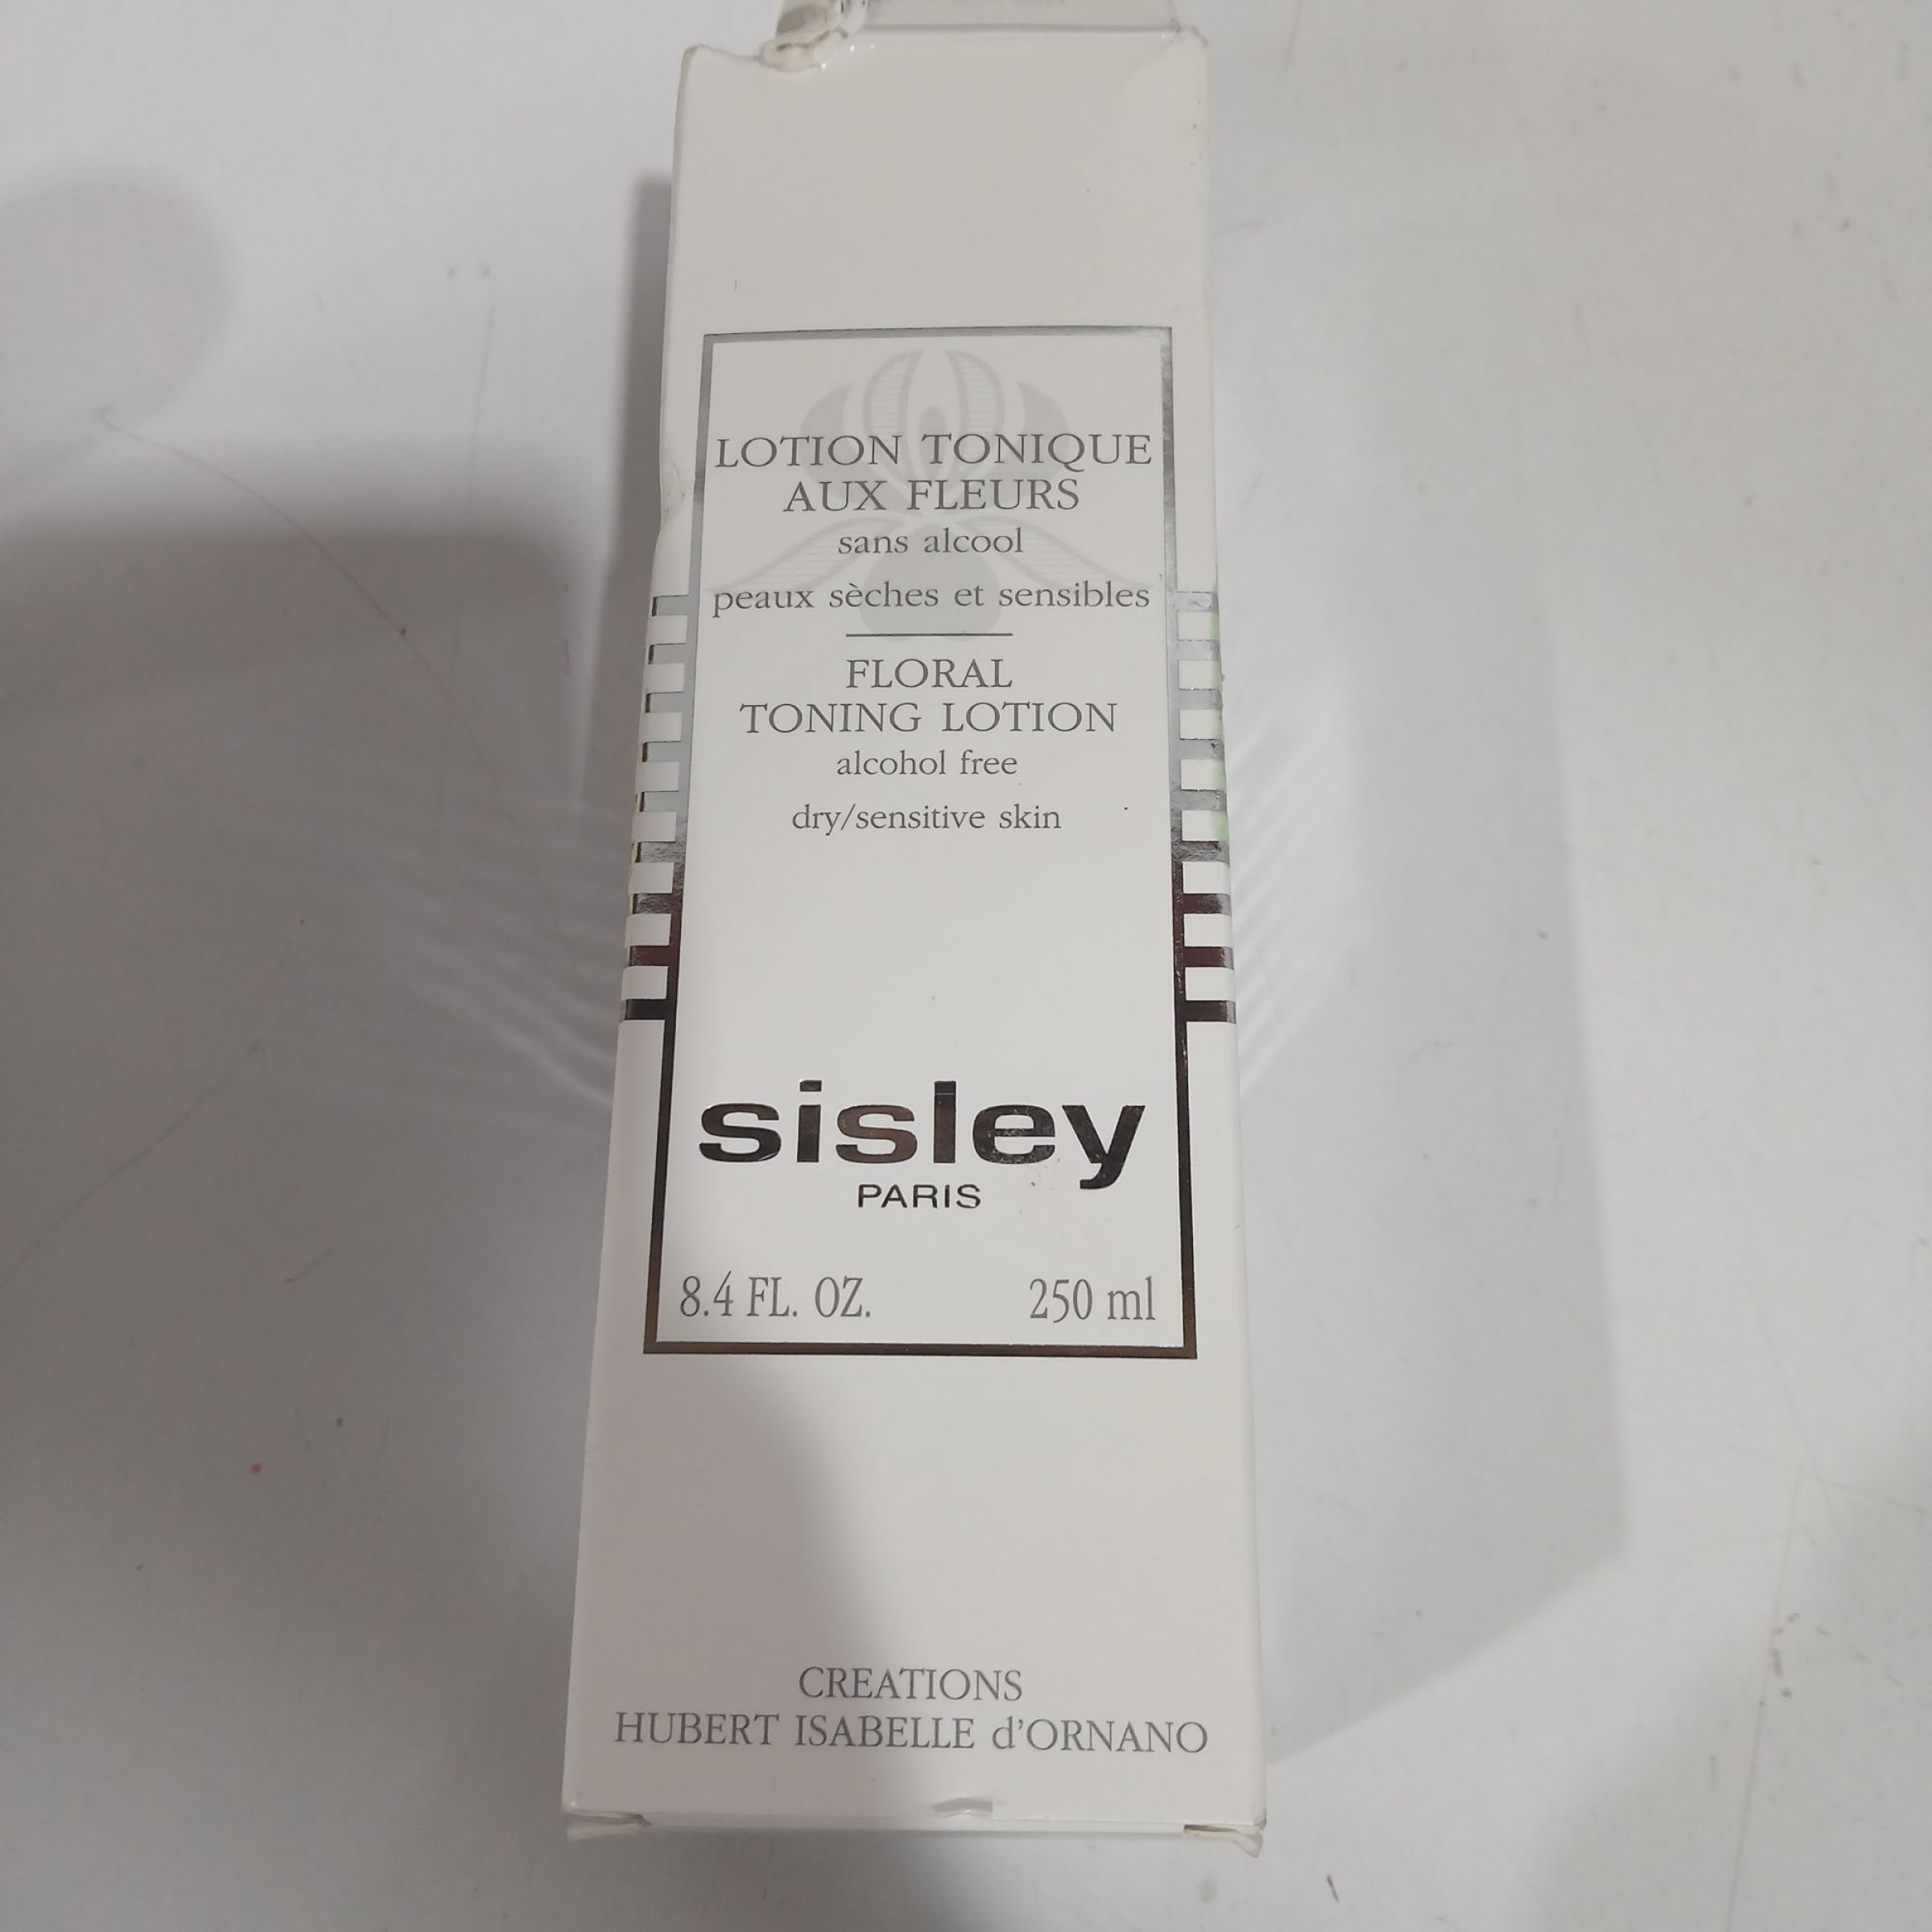 LOTION TONIQUE
AUX FLEURS
sans alcool
peaux sèches et sensibles
FLORAL
TONING LOTION
alcohol free
dry/sensitive skin
sisley
PARIS
8.4 FL. OZ. 250 ml
CREATIONS
HUBERT ISABELLE d'ORNANO